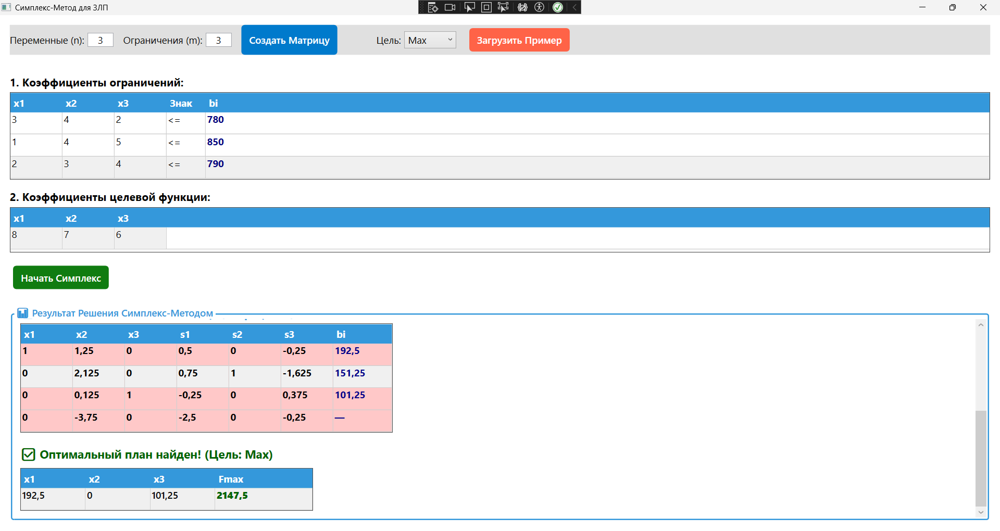 Симплекс-Метод для ЗЛП
Переменные (n): 3 Ограничения (m): 3 Создать Матрицу Цель: Max Загрузить Пример
1. Коэффициенты ограничений:
x1 x2 x3 Знак bi
3 4 2 <= 780
1 4 5 <= 850
2 3 4 <= 790
2. Коэффициенты целевой функции:
x1 x2 x3
8 7 6
Начать Симплекс
Результат Решения Симплекс-Методом
x1 x2 x3 s1 s2 s3 bi
1 1,25 0 0,5 0 -0,25 192,5
0 2,125 0 0,75 1 -1,625 151,25
0 0,125 1 -0,25 0 0,375 101,25
0 -3,75 0 -2,5 0 -0,25 —
Оптимальный план найден! (Цель: Max)
x1 x2 x3 Fmax
192,5 0 101,25 2147,5